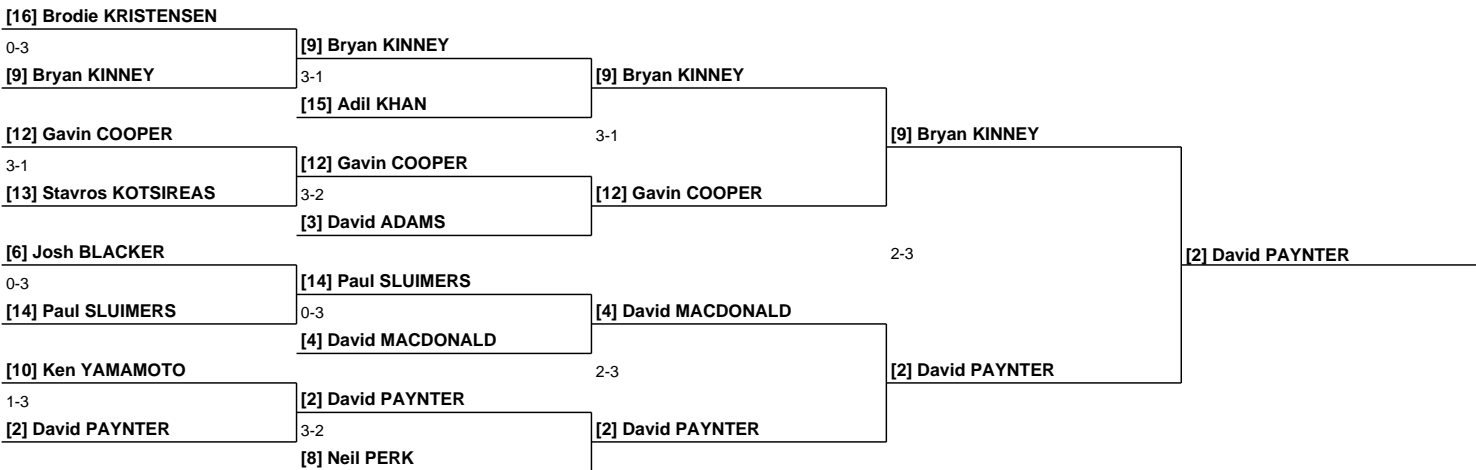 [16] Brodie KRISTENSEN
0-3
[9] Bryan KINNEY
[9] Bryan KINNEY
3-1
[9] Bryan KINNEY
[15] Adil KHAN
[12] Gavin COOPER
3-1
[9] Bryan KINNEY
3-1
[12] Gavin COOPER
[13] Stavros KOTSIREAS
3-2
[12] Gavin COOPER
[3] David ADAMS
[6] Josh BLACKER
2-3
[2] David PAYNTER
0-3
[14] Paul SLUIMERS
[14] Paul SLUIMERS
0-3
[4] David MACDONALD
[4] David MACDONALD
[10] Ken YAMAMOTO
2-3
[2] David PAYNTER
1-3
[2] David PAYNTER
[2] David PAYNTER
3-2
[2] David PAYNTER
[8] Neil PERK